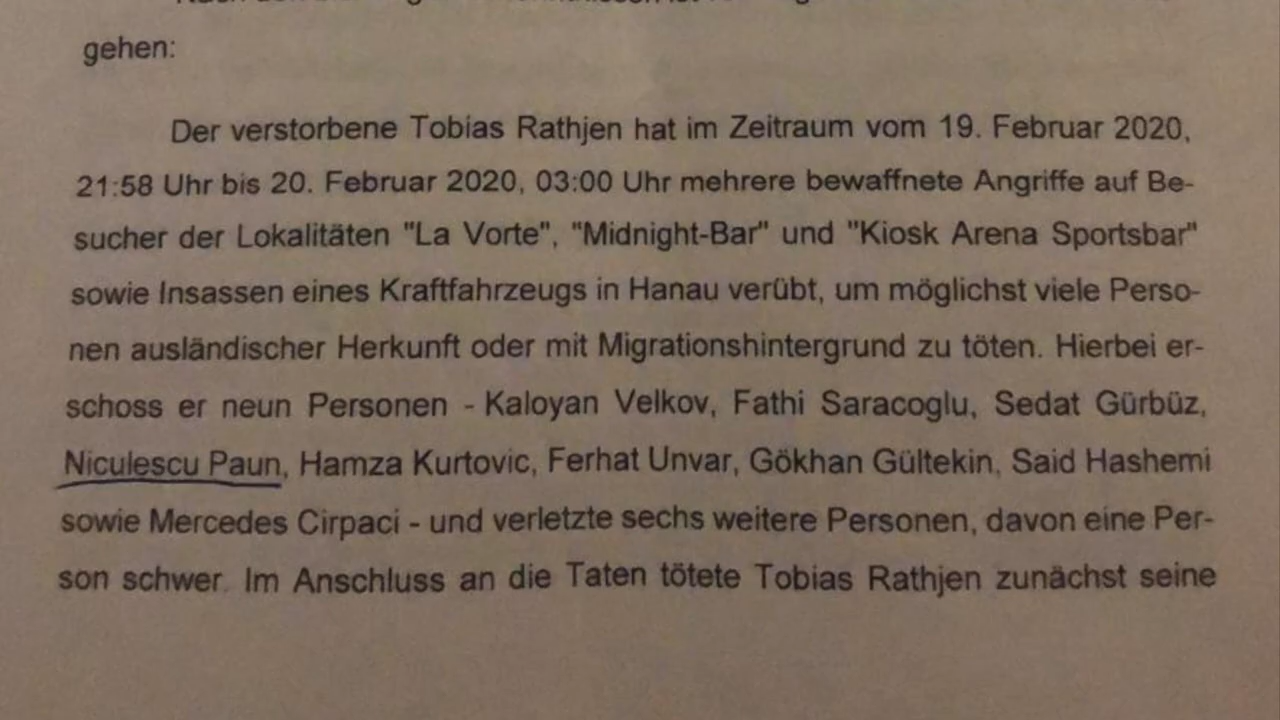 gehen:
Der verstorbene Tobias Rathjen hat im Zeitraum vom 19. Februar 2020,
21:58 Uhr bis 20. Februar 2020, 03:00 Uhr mehrere bewaffnete Angriffe auf Be-
sucher der Lokalitäten "La Vorte", "Midnight-Bar" und "Kiosk Arena Sportsbar"
sowie Insassen eines Kraftfahrzeugs in Hanau verübt, um möglichst viele Perso-
nen ausländischer Herkunft oder mit Migrationshintergrund zu töten. Hierbei er-
schoss er neun Personen - Kaloyan Velkov, Fathi Saracoglu, Sedat Gürbüz,
Niculescu Paun, Hamza Kurtovic, Ferhat Unvar, Gökhan Gültekin, Said Hashemi
sowie Mercedes Cirpaci - und verletzte sechs weitere Personen, davon eine Per-
son schwer. Im Anschluss an die Taten tötete Tobias Rathjen zunächst seine